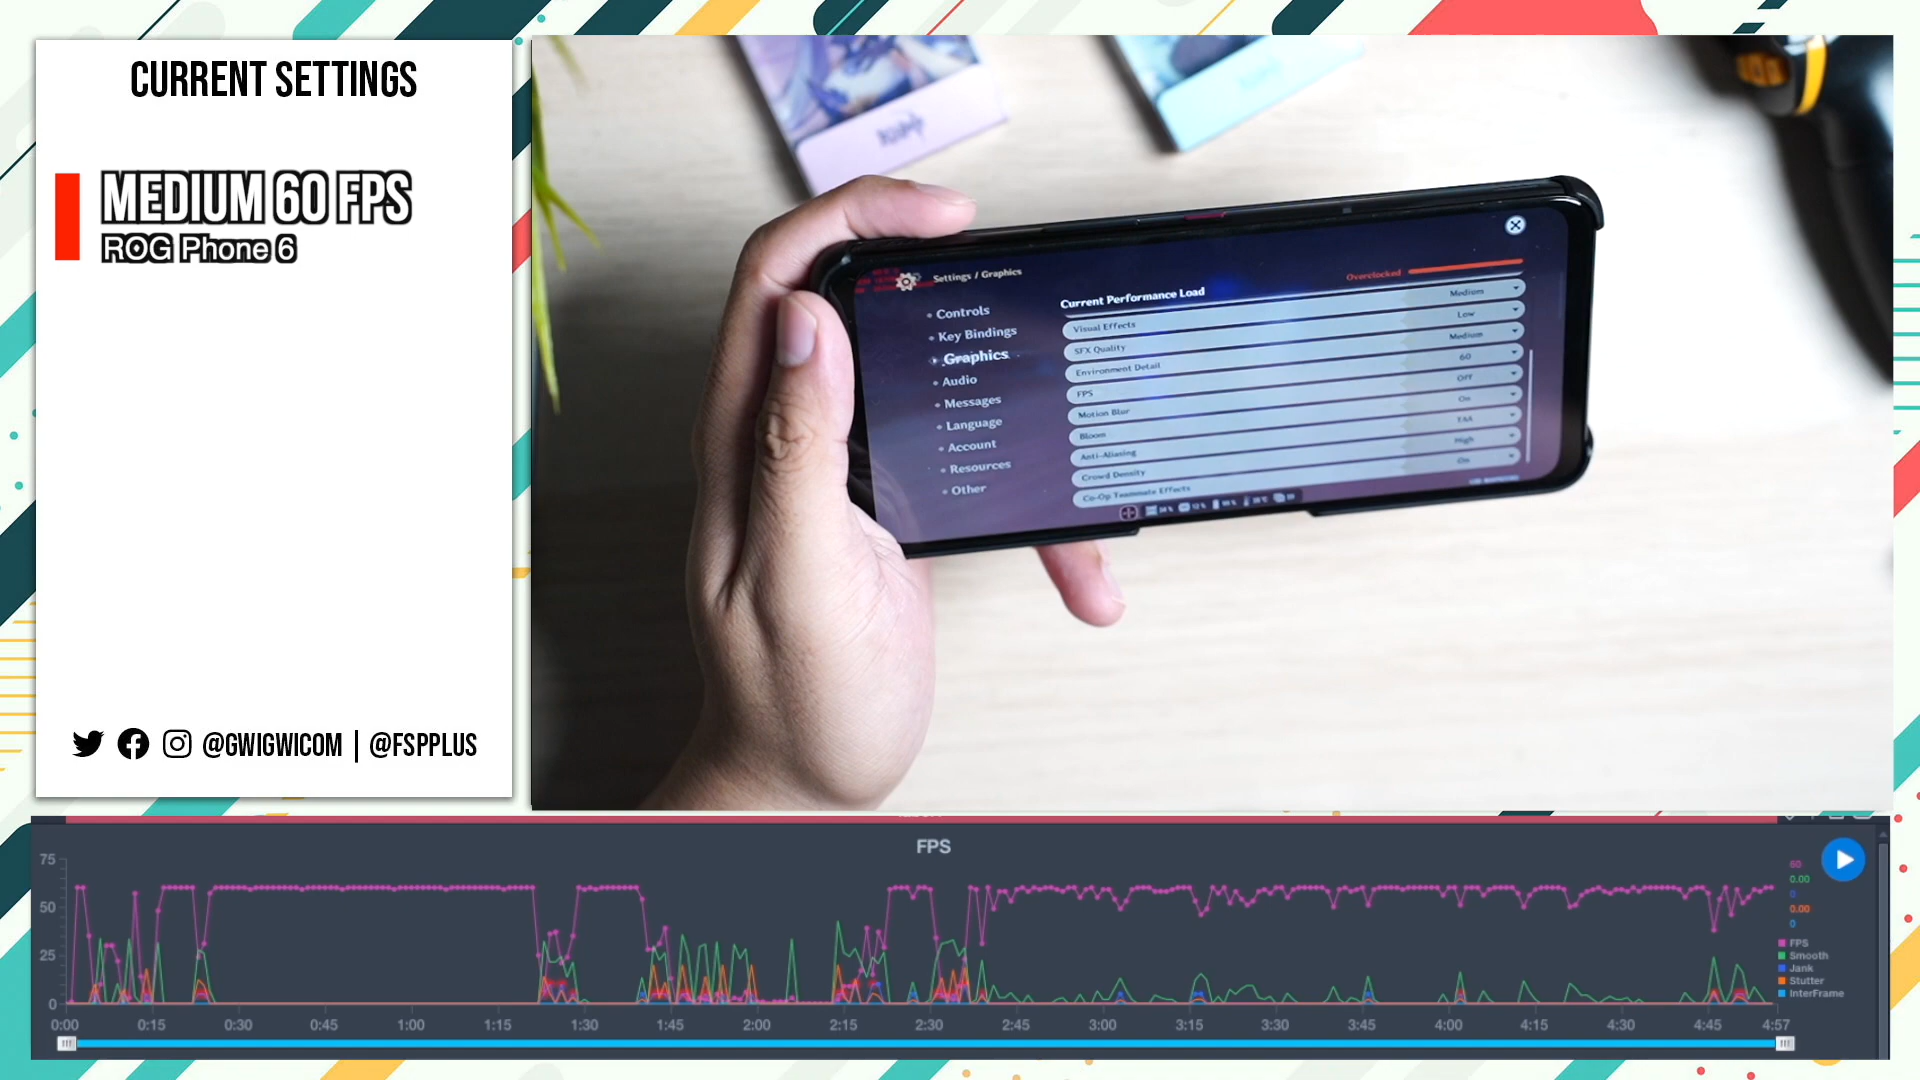 CURRENT SETTINGS
MEDIUM 60 FPS
ROG Phone 6
@GWIGWICOM | @FSPPLUS
Settings / Graphics
Controls
Key Bindings
Graphics
Audio
Messages
Language
Account
Resources
Other
Overclocked
Current Performance Load
Medium
Visual Effects
Low
SFX Quality
Medium
Environment Detail
60
FPS
Off
Motion Blur
On
Bloom
Anti-Aliasing
High
Crowd Density
On
Co-Op Teammate Effects
FPS
75
50
25
0
0:00 0:15 0:30 0:45 1:00 1:15 1:30 1:45 2:00 2:15 2:30 2:45 3:00 3:15 3:30 3:45 4:00 4:15 4:30 4:45 4:57
60
0.00
0
0.00
0
FPS
Smooth
Jank
Stutter
InterFrame